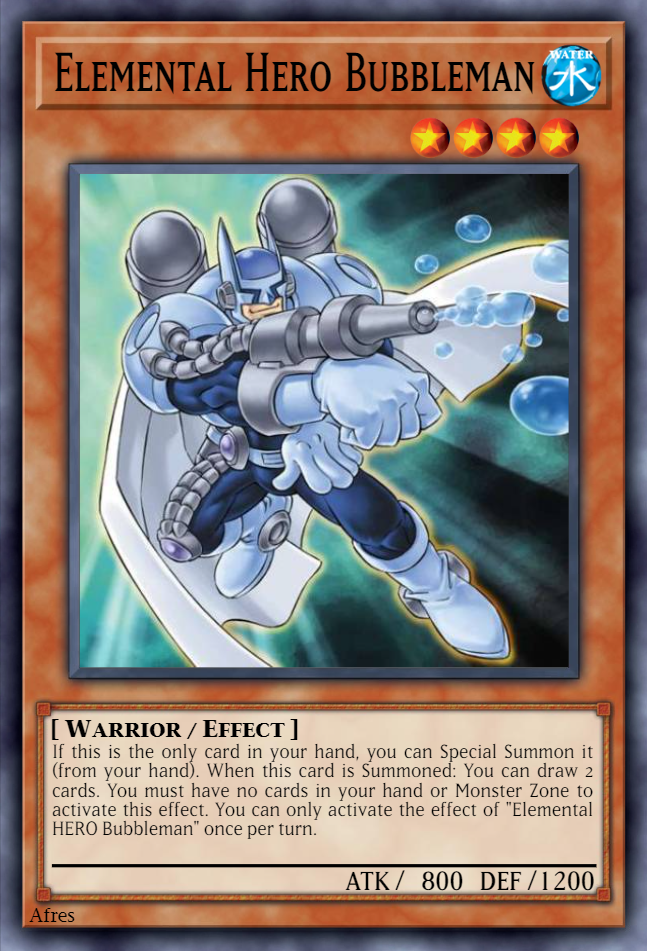 Elemental Hero Bubbleman
WATER
水
[ Warrior / Effect ]
If this is the only card in your hand, you can Special Summon it
(from your hand). When this card is Summoned: You can draw 2
cards. You must have no cards in your hand or Monster Zone to
activate this effect. You can only activate the effect of "Elemental
HERO Bubbleman" once per turn.
ATK / 800 DEF /1200
Afres